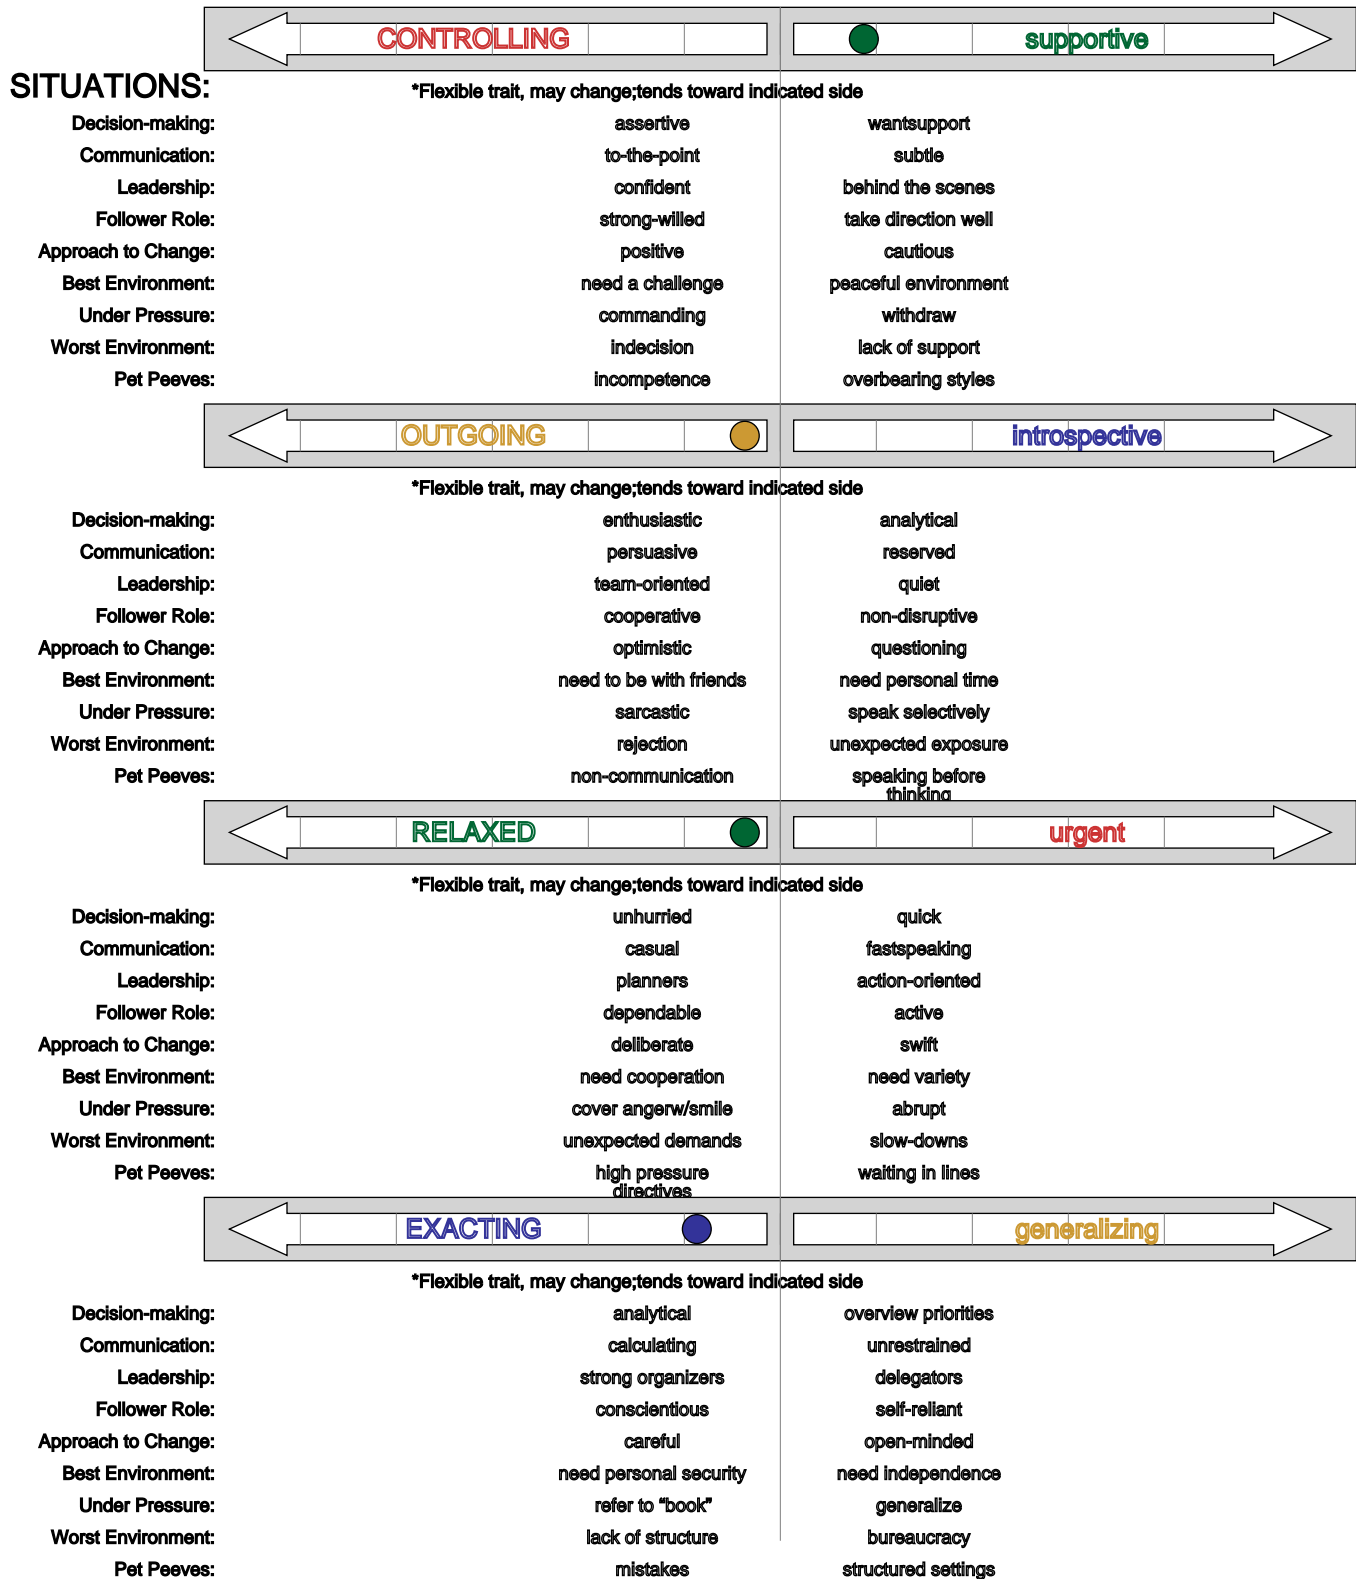 CONTROLLING supportive
SITUATIONS:
*Flexible trait, may change;tends toward indicated side
Decision-making: assertive wantsupport
Communication: to-the-point subtle
Leadership: confident behind the scenes
Follower Role: strong-willed take direction well
Approach to Change: positive cautious
Best Environment: need a challenge peaceful environment
Under Pressure: commanding withdraw
Worst Environment: indecision lack of support
Pet Peeves: incompetence overbearing styles
OUTGOING introspective
*Flexible trait, may change;tends toward indicated side
Decision-making: enthusiastic analytical
Communication: persuasive reserved
Leadership: team-oriented quiet
Follower Role: cooperative non-disruptive
Approach to Change: optimistic questioning
Best Environment: need to be with friends need personal time
Under Pressure: sarcastic speak selectively
Worst Environment: rejection unexpected exposure
Pet Peeves: non-communication speaking before
thinking
RELAXED urgent
*Flexible trait, may change;tends toward indicated side
Decision-making: unhurried quick
Communication: casual fastspeaking
Leadership: planners action-oriented
Follower Role: dependable active
Approach to Change: deliberate swift
Best Environment: need cooperation need variety
Under Pressure: cover angerw/smile abrupt
Worst Environment: unexpected demands slow-downs
Pet Peeves: high pressure waiting in lines
directives
EXACTING generalizing
*Flexible trait, may change;tends toward indicated side
Decision-making: analytical overview priorities
Communication: calculating unrestrained
Leadership: strong organizers delegators
Follower Role: conscientious self-reliant
Approach to Change: careful open-minded
Best Environment: need personal security need independence
Under Pressure: refer to “book” generalize
Worst Environment: lack of structure bureaucracy
Pet Peeves: mistakes structured settings